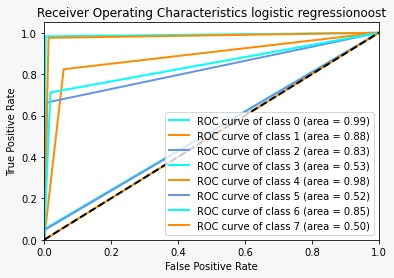 Receiver Operating Characteristics logistic regressionoost
1.0
0.8
0.6
0.4
0.2
0.0
True Positive Rate
ROC curve of class 0 (area = 0.99)
ROC curve of class 1 (area = 0.88)
ROC curve of class 2 (area = 0.83)
ROC curve of class 3 (area = 0.53)
ROC curve of class 4 (area = 0.98)
ROC curve of class 5 (area = 0.52)
ROC curve of class 6 (area = 0.85)
ROC curve of class 7 (area = 0.50)
0.0 0.2 0.4 0.6 0.8 1.0
False Positive Rate